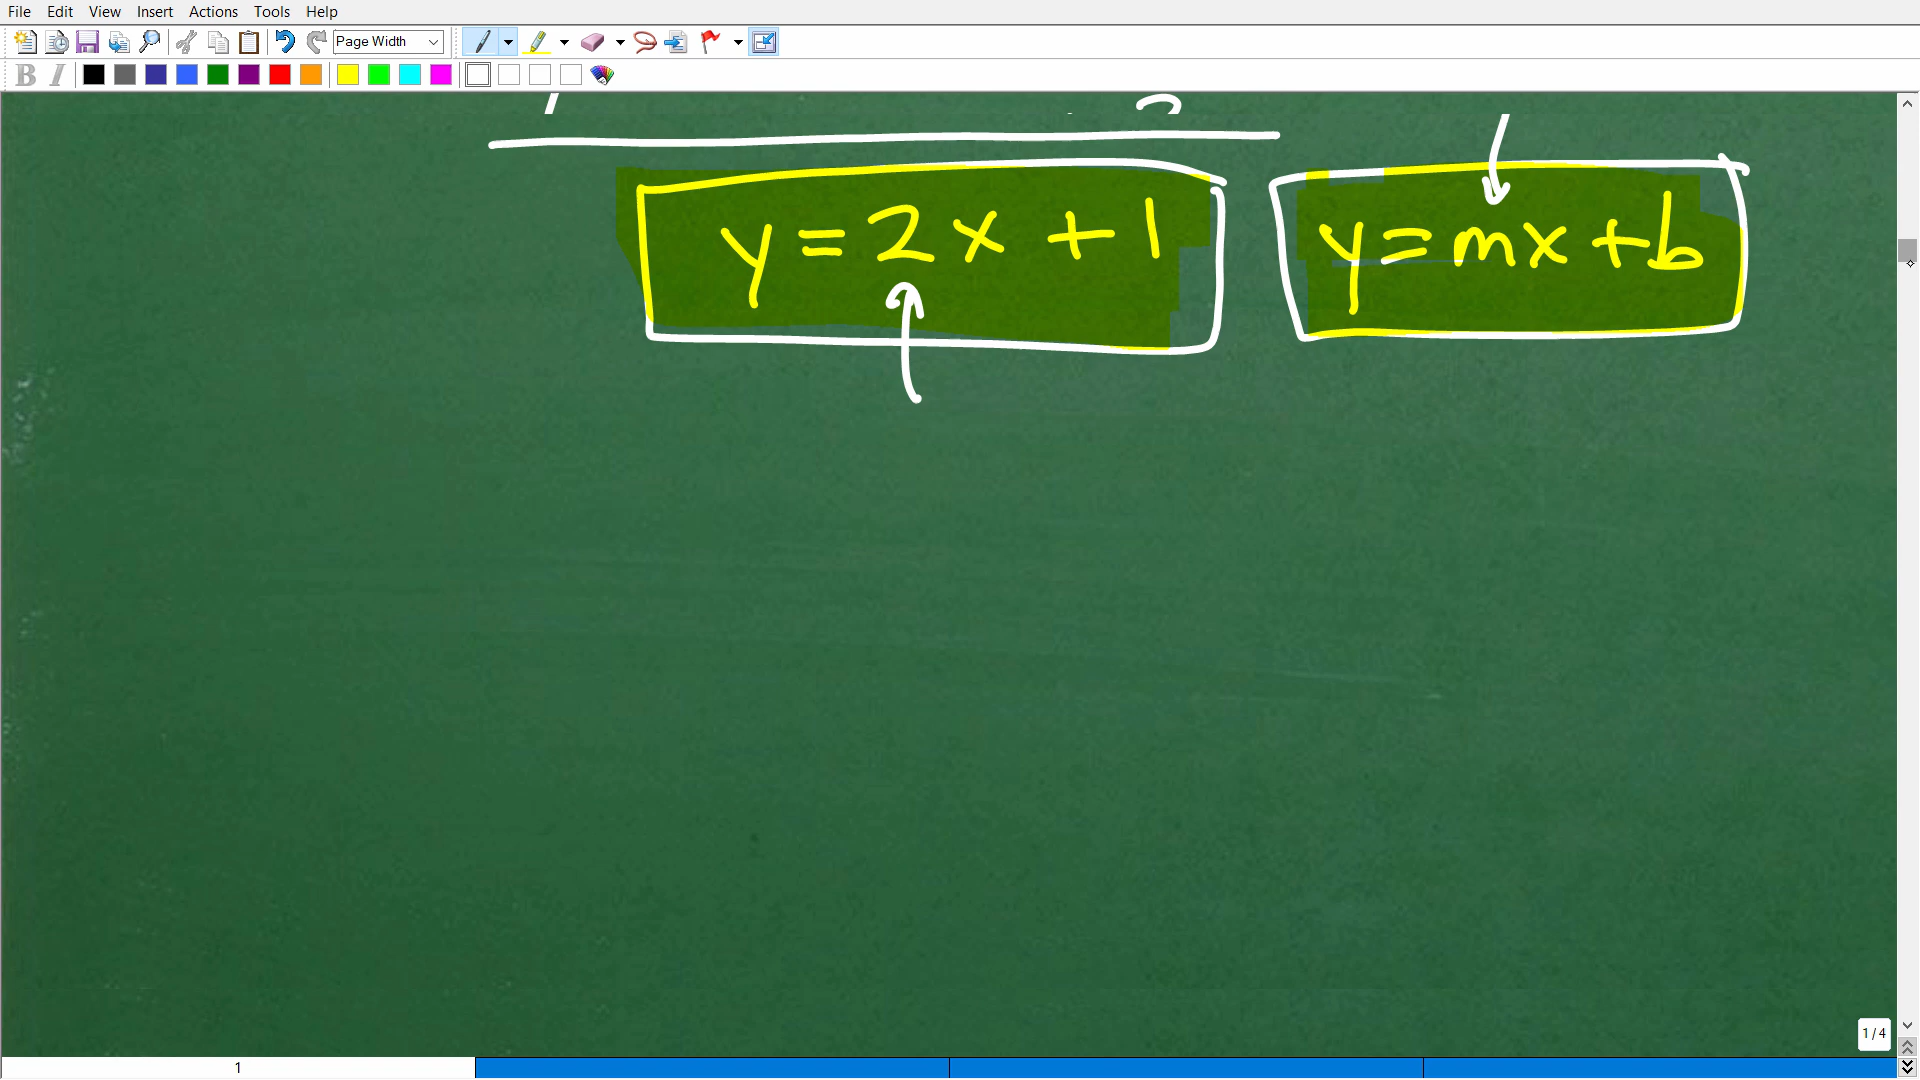 File Edit View Insert Actions Tools Help
Page Width
B I
y = 2x + 1
y = mx + b
1 / 4
1